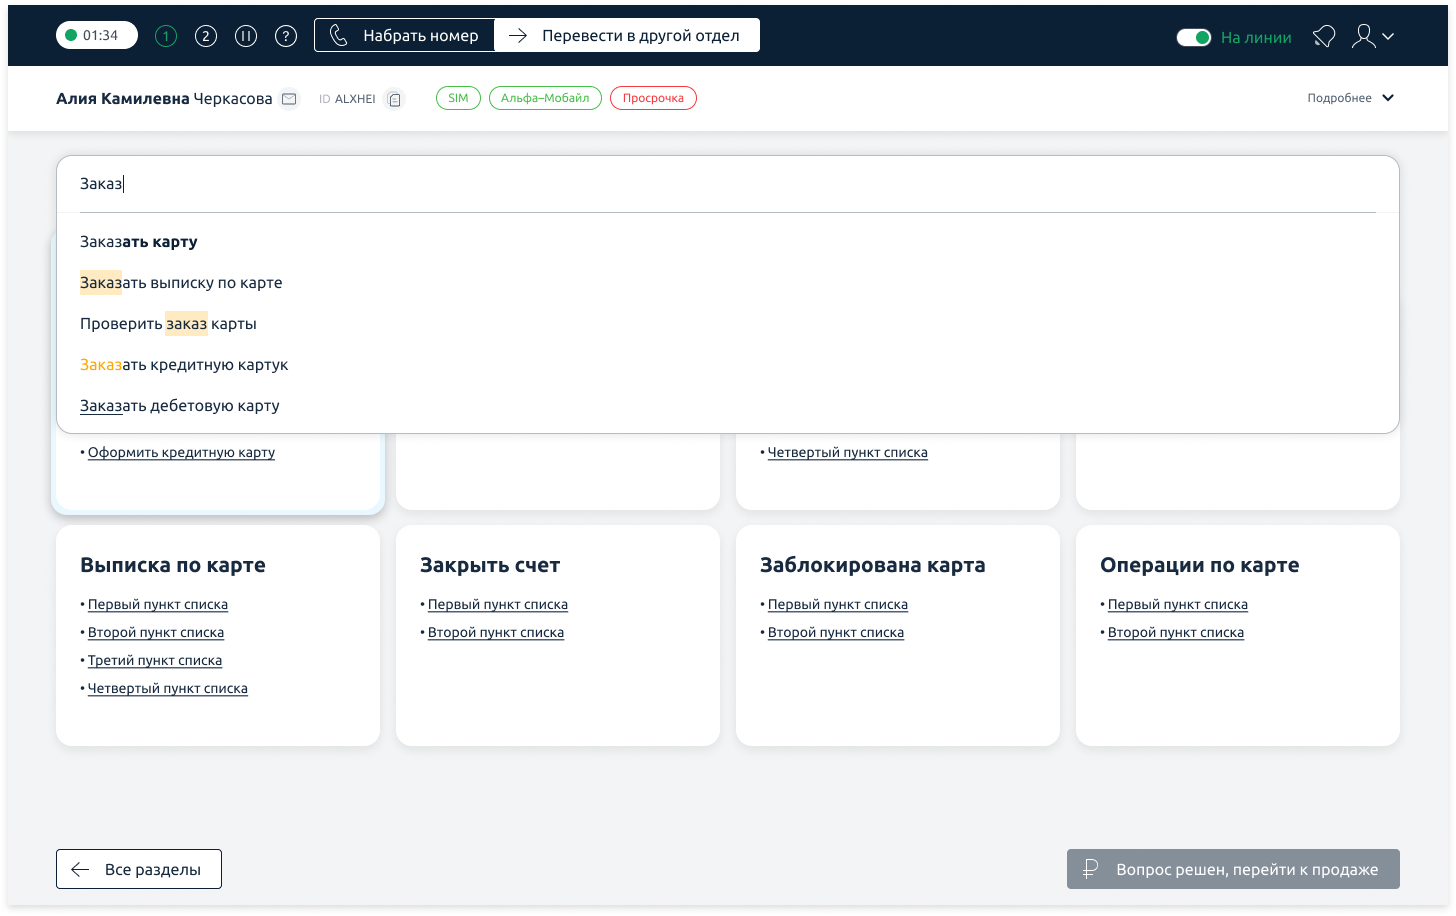 01:34 1 2 ? Набрать номер Перевести в другой отдел На линии
Алия Камилевна Черкасова ID ALXHEI SIM Альфа–Мобайл Просрочка Подробнее
Заказ
Заказать карту
Заказать выписку по карте
Проверить заказ карты
Заказать кредитную картук
Заказать дебетовую карту
• Оформить кредитную карту
• Четвертый пункт списка
Выписка по карте
• Первый пункт списка
• Второй пункт списка
• Третий пункт списка
• Четвертый пункт списка
Закрыть счет
• Первый пункт списка
• Второй пункт списка
Заблокирована карта
• Первый пункт списка
• Второй пункт списка
Операции по карте
• Первый пункт списка
• Второй пункт списка
Все разделы
₽ Вопрос решен, перейти к продаже